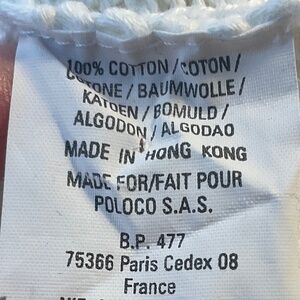 100% COTTON / COTON /
COTONE / BAUMWOLLE /
KATOEN / BOMULD /
ALGODON / ALGODAO
MADE IN HONG KONG
MADE FOR/FAIT POUR
POLOCO S.A.S.
B.P. 477
75366 Paris Cedex 08
France